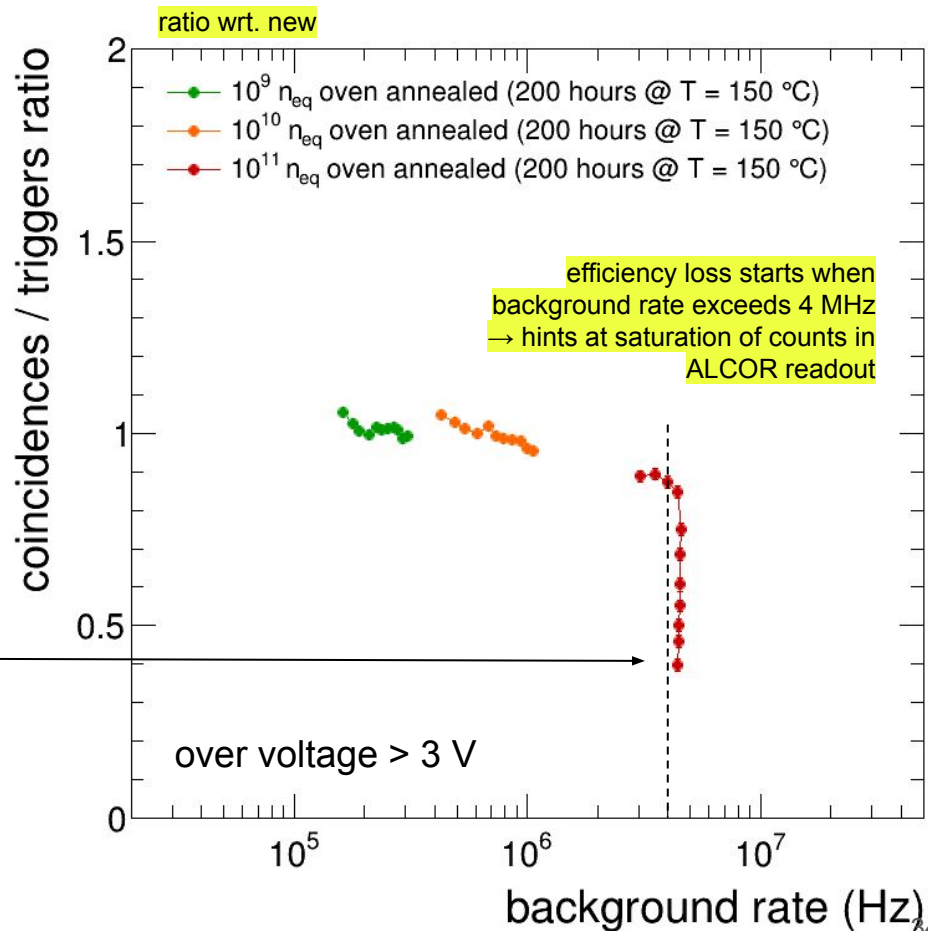 ratio wrt. new
coincidences / triggers ratio
2
1.5
1
0.5
0
10⁹ n_eq oven annealed (200 hours @ T = 150 °C)
10¹⁰ n_eq oven annealed (200 hours @ T = 150 °C)
10¹¹ n_eq oven annealed (200 hours @ T = 150 °C)
efficiency loss starts when
background rate exceeds 4 MHz
→ hints at saturation of counts in
ALCOR readout
over voltage > 3 V
10⁵ 10⁶ 10⁷
background rate (Hz)